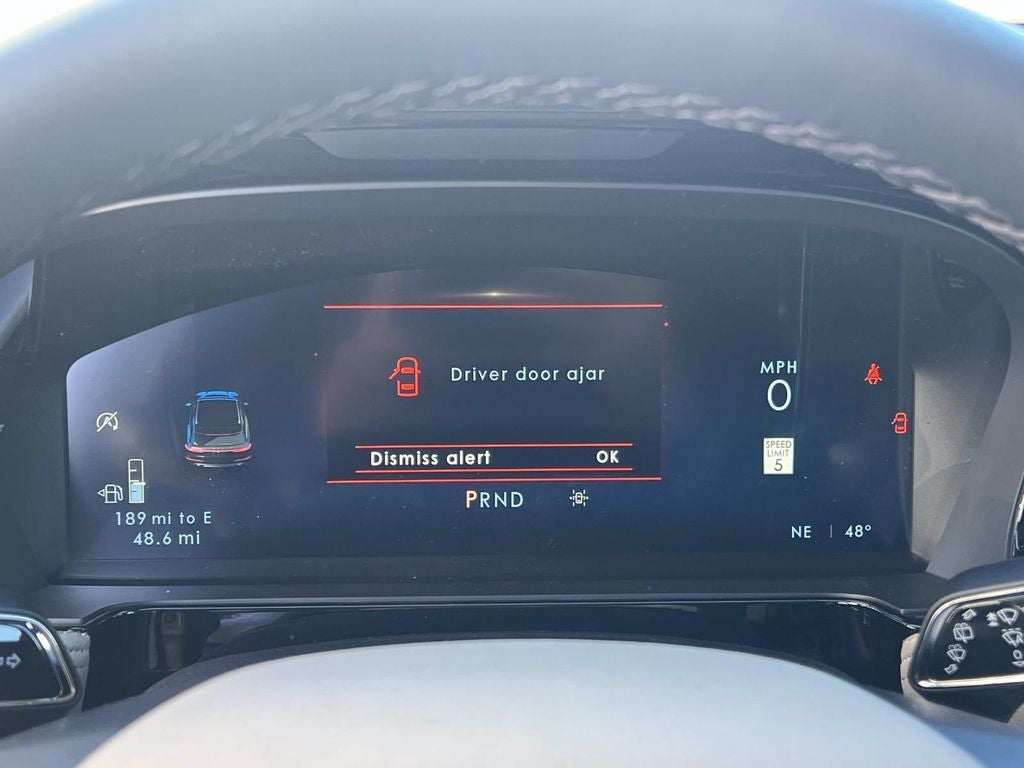 Driver door ajar
Dismiss alert OK
PRND
189 mi to E
48.6 mi
MPH
0
SPEED
LIMIT
5
NE 48°